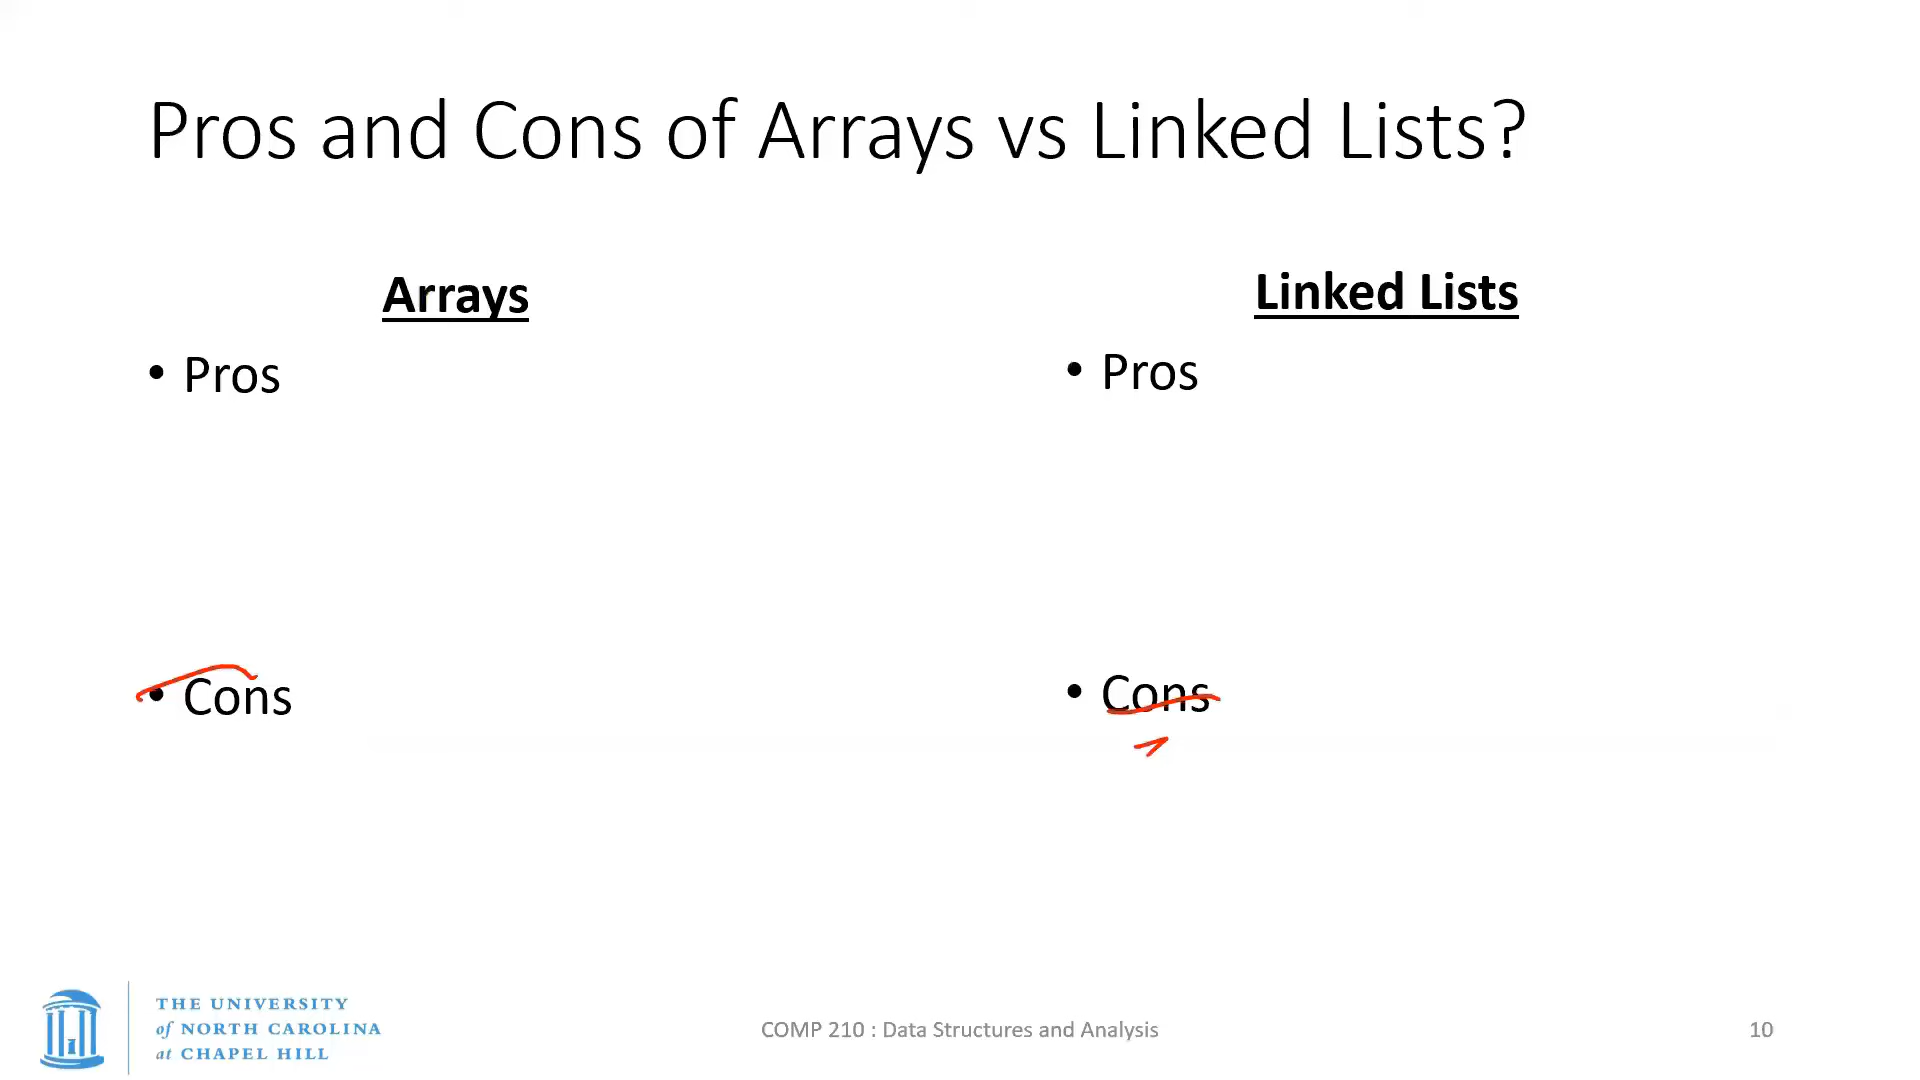 Pros and Cons of Arrays vs Linked Lists?
Arrays
• Pros
• Cons
Linked Lists
• Pros
• Cons
THE UNIVERSITY
of NORTH CAROLINA
at CHAPEL HILL
COMP 210 : Data Structures and Analysis
10